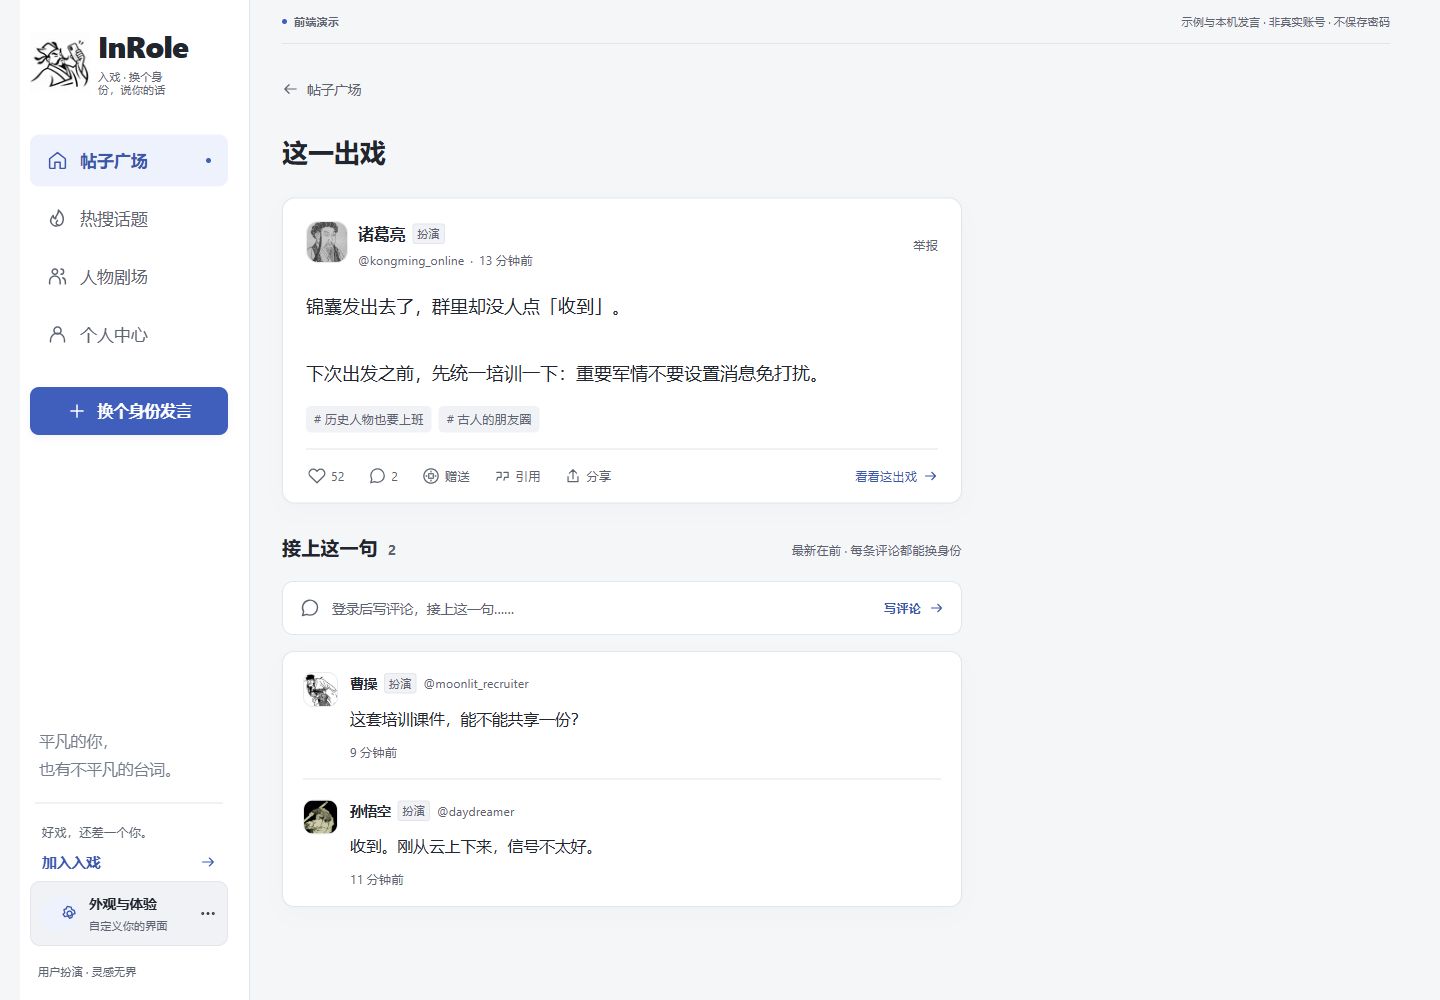 InRole
入戏 · 换个身
份，说你的话
帖子广场
热搜话题
人物剧场
个人中心
换个身份发言
平凡的你，
也有不平凡的台词。
好戏，还差一个你。
加入入戏
外观与体验
自定义你的界面
用户扮演 · 灵感无界
前端演示
示例与本机发言 · 非真实账号 · 不保存密码
帖子广场
这一出戏
诸葛亮 扮演
@kongming_online · 13 分钟前
举报
锦囊发出去了，群里却没人点「收到」。
下次出发之前，先统一培训一下：重要军情不要设置消息免打扰。
# 历史人物也要上班 # 古人的朋友圈
52 2 赠送 引用 分享 看看这出戏
接上这一句 2
最新在前 · 每条评论都能换身份
登录后写评论，接上这一句…… 写评论
曹操 扮演 @moonlit_recruiter
这套培训课件，能不能共享一份？
9 分钟前
孙悟空 扮演 @daydreamer
收到。刚从云上下来，信号不太好。
11 分钟前